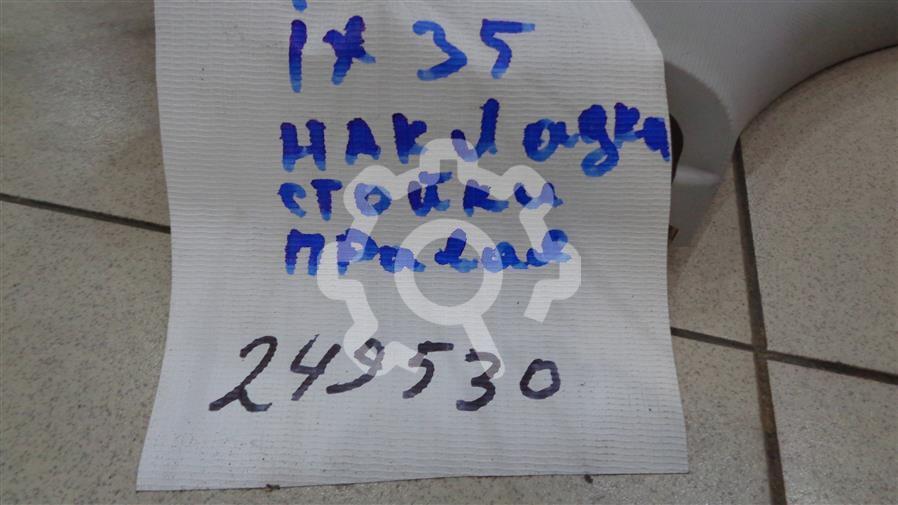 ix 35
накладка
стойки
правая
249530